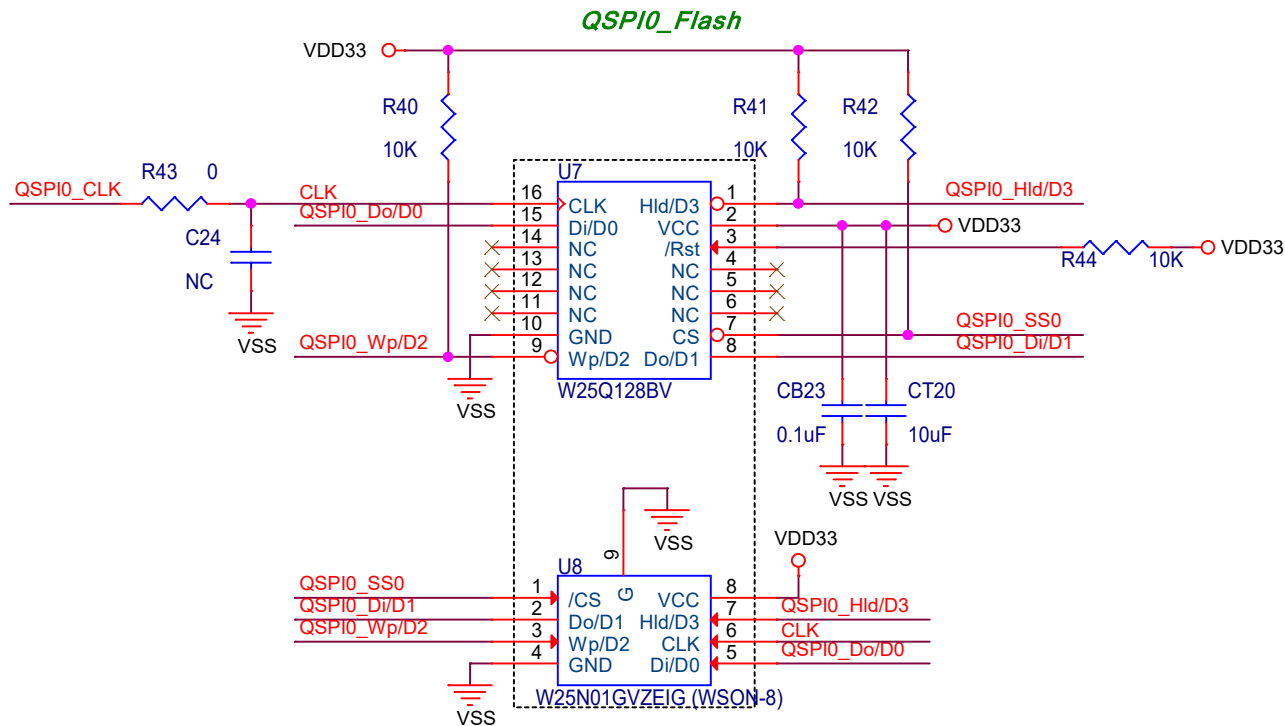 QSPI0_Flash
VDD33
R40
10K
R41
10K
R42
10K
R43 0
QSPI0_CLK
C24
NC
VSS
U7
CLK 16 CLK Hld/D3 1 QSPI0_Hld/D3
QSPI0_Do/D0 15 Di/D0 VCC 2 VDD33
14 NC /Rst 3 R44 10K VDD33
13 NC NC 4
12 NC NC 5
11 NC NC 6
10 GND CS 7 QSPI0_SS0
QSPI0_Wp/D2 9 Wp/D2 Do/D1 8 QSPI0_Di/D1
VSS
W25Q128BV
CB23
0.1uF
VSS
CT20
10uF
VSS
VSS
9
G
VDD33
U8
QSPI0_SS0 1 /CS VCC 8
QSPI0_Di/D1 2 Do/D1 Hld/D3 7 QSPI0_Hld/D3
QSPI0_Wp/D2 3 Wp/D2 CLK 6 CLK
4 GND Di/D0 5 QSPI0_Do/D0
VSS
W25N01GVZEIG (WSON-8)